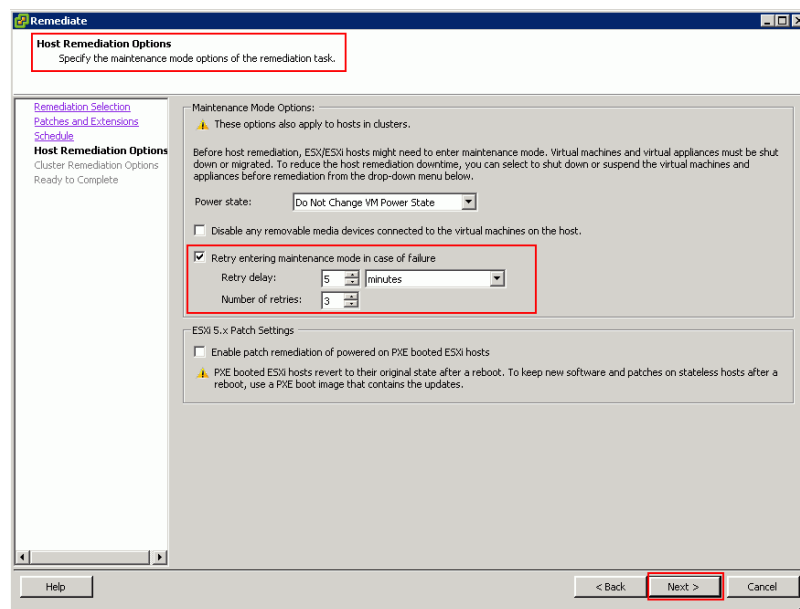 Remediate
Host Remediation Options
Specify the maintenance mode options of the remediation task.
Remediation Selection
Patches and Extensions
Schedule
Host Remediation Options
Cluster Remediation Options
Ready to Complete
Maintenance Mode Options:
These options also apply to hosts in clusters.
Before host remediation, ESX/ESXi hosts might need to enter maintenance mode. Virtual machines and virtual appliances must be shut
down or migrated. To reduce the host remediation downtime, you can select to shut down or suspend the virtual machines and
appliances before remediation from the drop-down menu below.
Power state: Do Not Change VM Power State
Disable any removable media devices connected to the virtual machines on the host.
Retry entering maintenance mode in case of failure
Retry delay: 5 minutes
Number of retries: 3
ESXi 5.x Patch Settings
Enable patch remediation of powered on PXE booted ESXi hosts
PXE booted ESXi hosts revert to their original state after a reboot. To keep new software and patches on stateless hosts after a
reboot, use a PXE boot image that contains the updates.
Help
< Back
Next >
Cancel